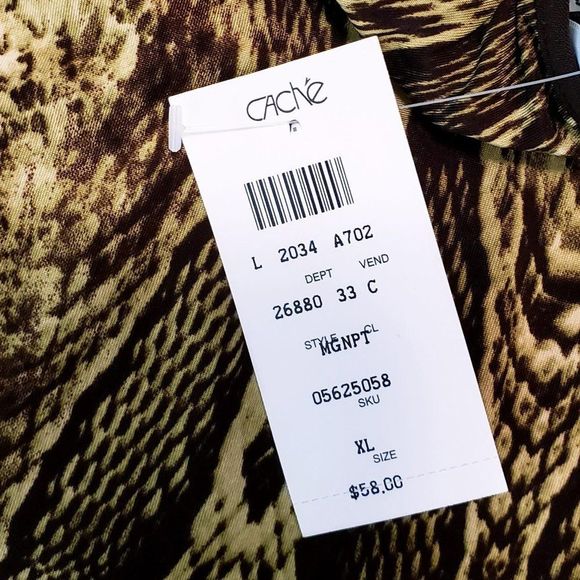 caché
L 2034 A702
DEPT VEND
26880 33 C
STYLE CL
MGNPT
05625058
SKU
XL
SIZE
$58.00